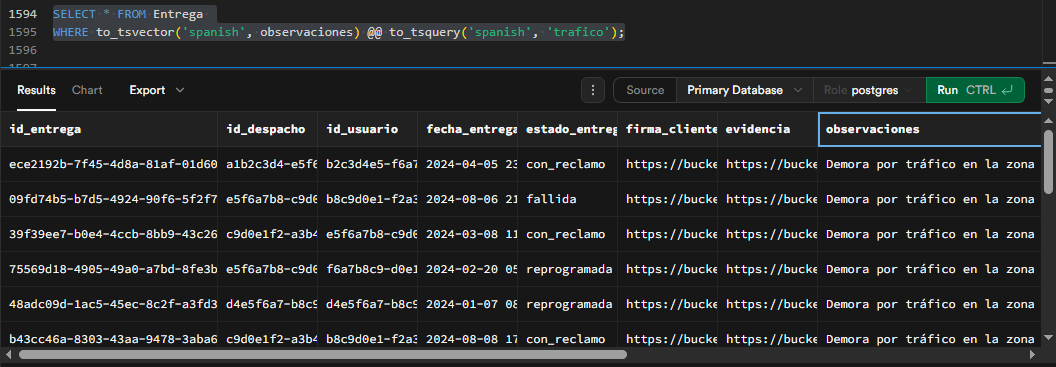 1594 SELECT * FROM Entrega
1595 WHERE to_tsvector('spanish', observaciones) @@ to_tsquery('spanish', 'trafico');
1596
Results Chart Export Source Primary Database Role postgres Run CTRL
id_entrega id_despacho id_usuario fecha_entrega estado_entreg firma_cliente evidencia observaciones
ece2192b-7f45-4d8a-81af-01d60 a1b2c3d4-e5f6 b2c3d4e5-f6a7 2024-04-05 23 con_reclamo https://bucke https://bucke Demora por tráfico en la zona
09fd74b5-b7d5-4924-90f6-5f2f7 e5f6a7b8-c9d0 b8c9d0e1-f2a3 2024-08-06 21 fallida https://bucke https://bucke Demora por tráfico en la zona
39f39ee7-b0e4-4ccb-8bb9-43c26 c9d0e1f2-a3b4 e5f6a7b8-c9d0 2024-03-08 11 con_reclamo https://bucke https://bucke Demora por tráfico en la zona
75569d18-4905-49a0-a7bd-8fe3b e5f6a7b8-c9d0 f6a7b8c9-d0e1 2024-02-20 05 reprogramada https://bucke https://bucke Demora por tráfico en la zona
48adc09d-1ac5-45ec-8c2f-a3fd3 d4e5f6a7-b8c9 d4e5f6a7-b8c9 2024-01-07 08 reprogramada https://bucke https://bucke Demora por tráfico en la zona
b43cc46a-8303-43aa-9478-3aba6 c9d0e1f2-a3b4 b8c9d0e1-f2a3 2024-08-08 17 con_reclamo https://bucke https://bucke Demora por tráfico en la zona